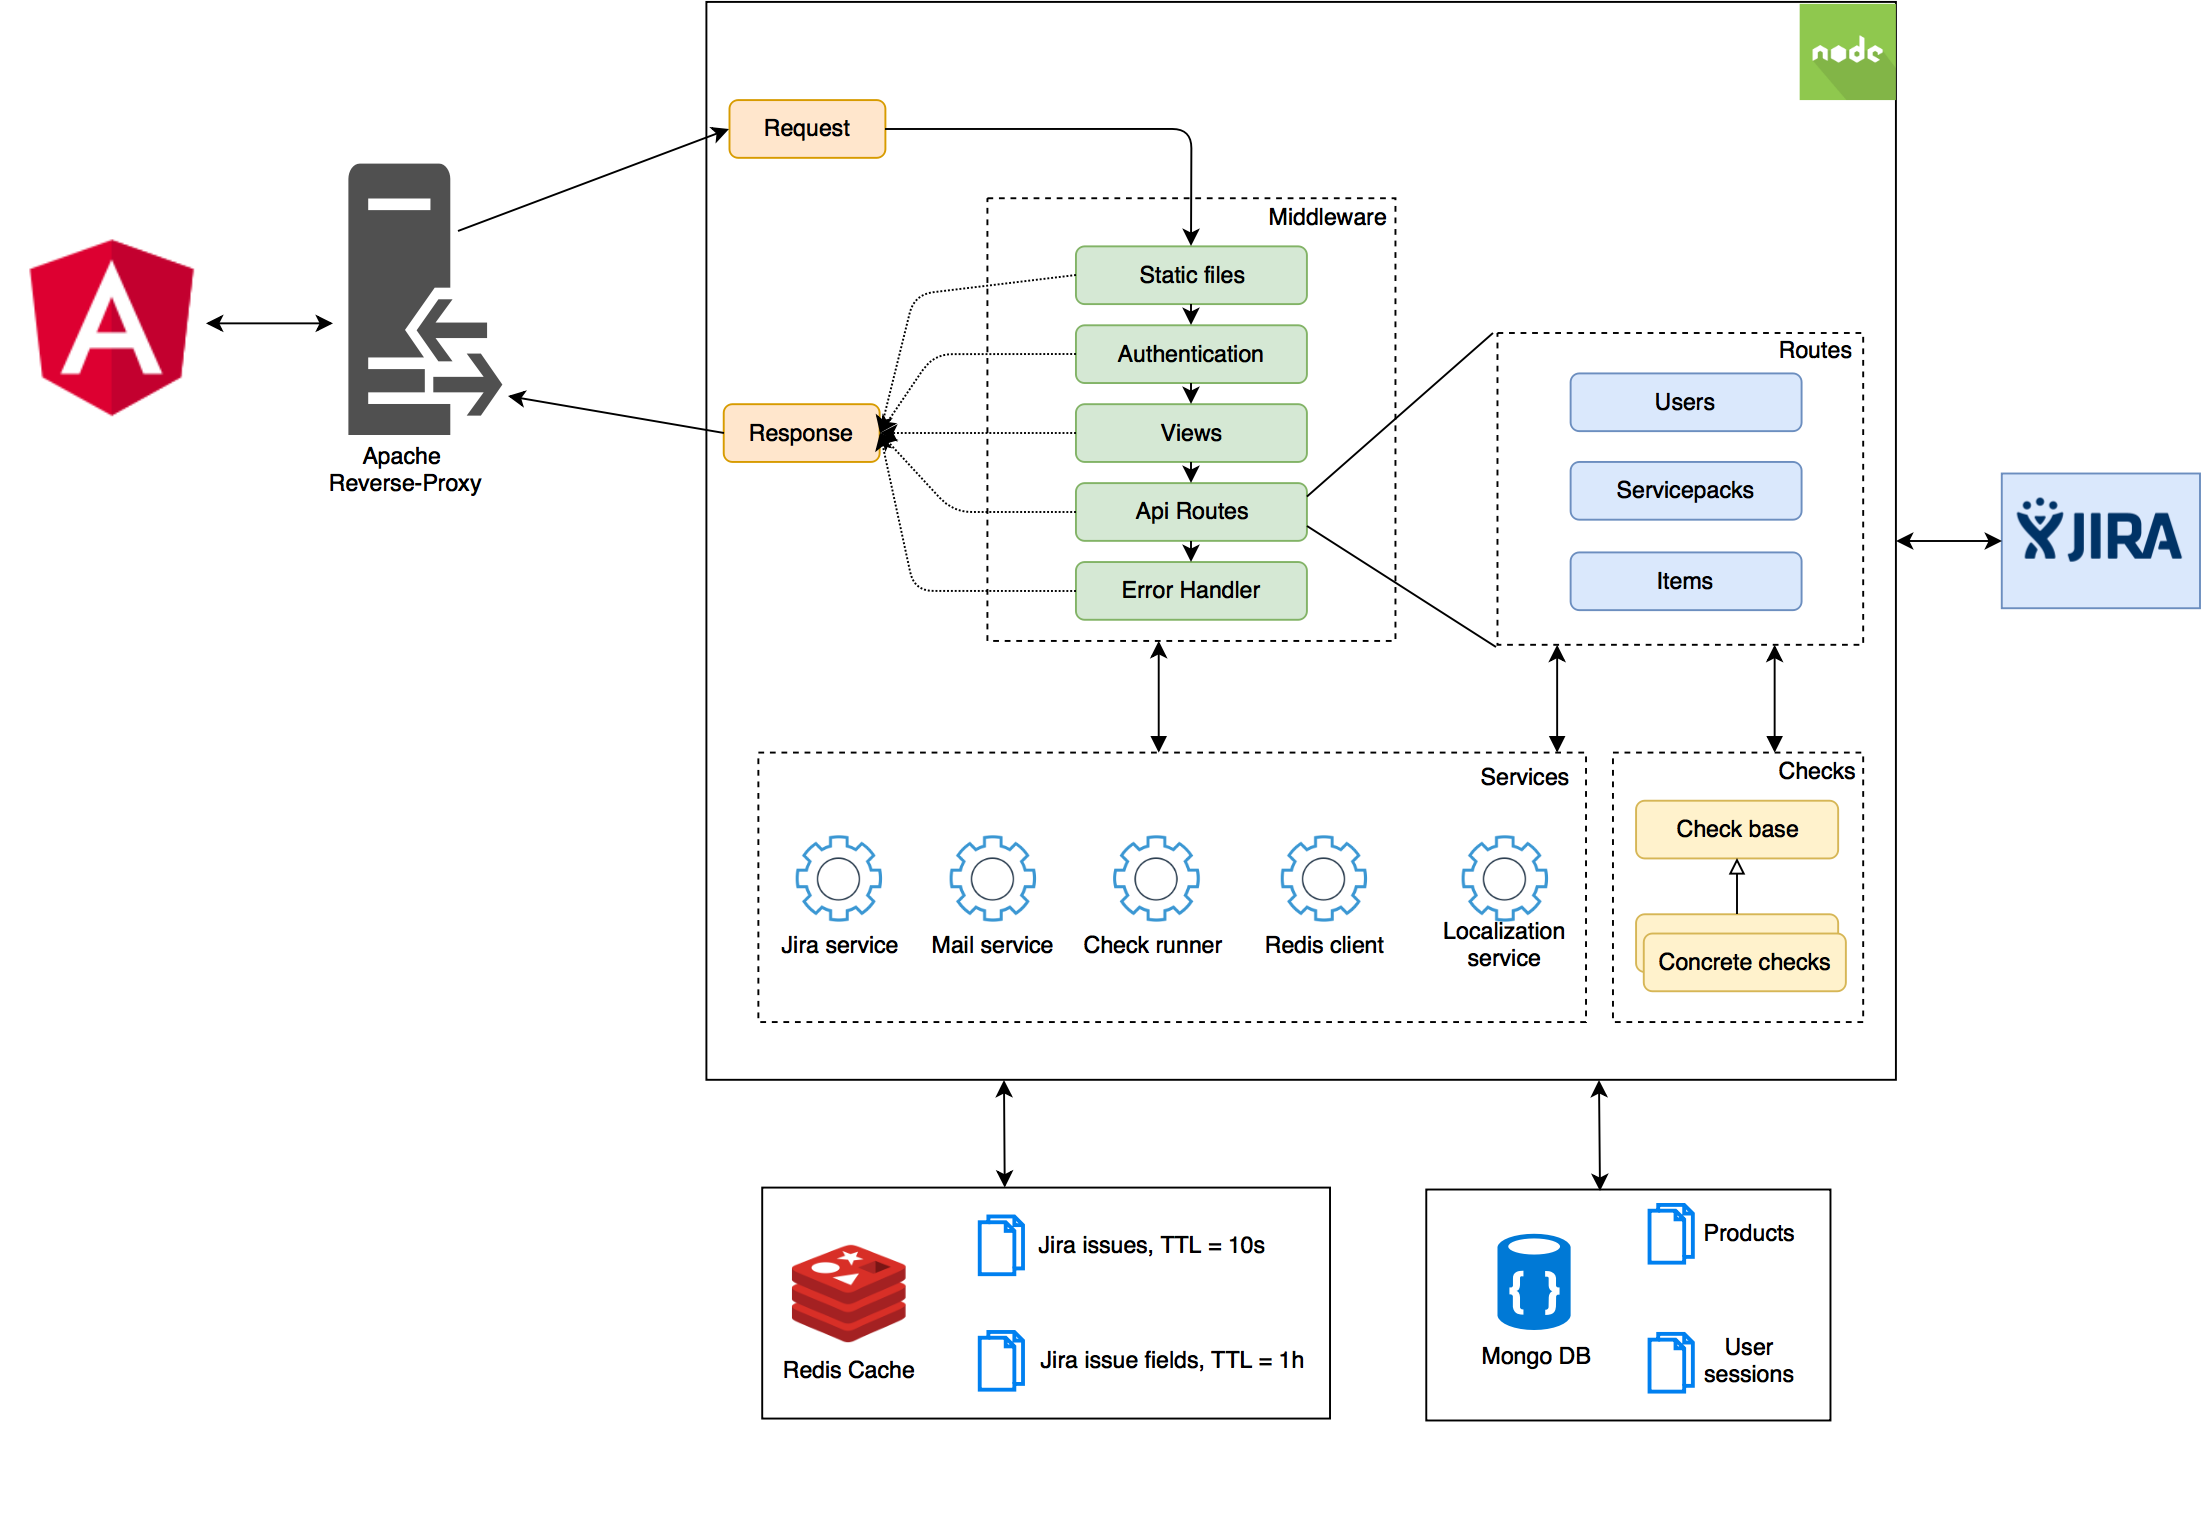 node
Request
Middleware
Static files
Authentication
Routes
Users
Response
Views
Apache
Reverse-Proxy
Servicepacks
Api Routes
JIRA
Items
Error Handler
Services
Checks
Check base
Jira service
Mail service
Check runner
Redis client
Localization
service
Concrete checks
Jira issues, TTL = 10s
Products
Redis Cache
Jira issue fields, TTL = 1h
Mongo DB
User
sessions